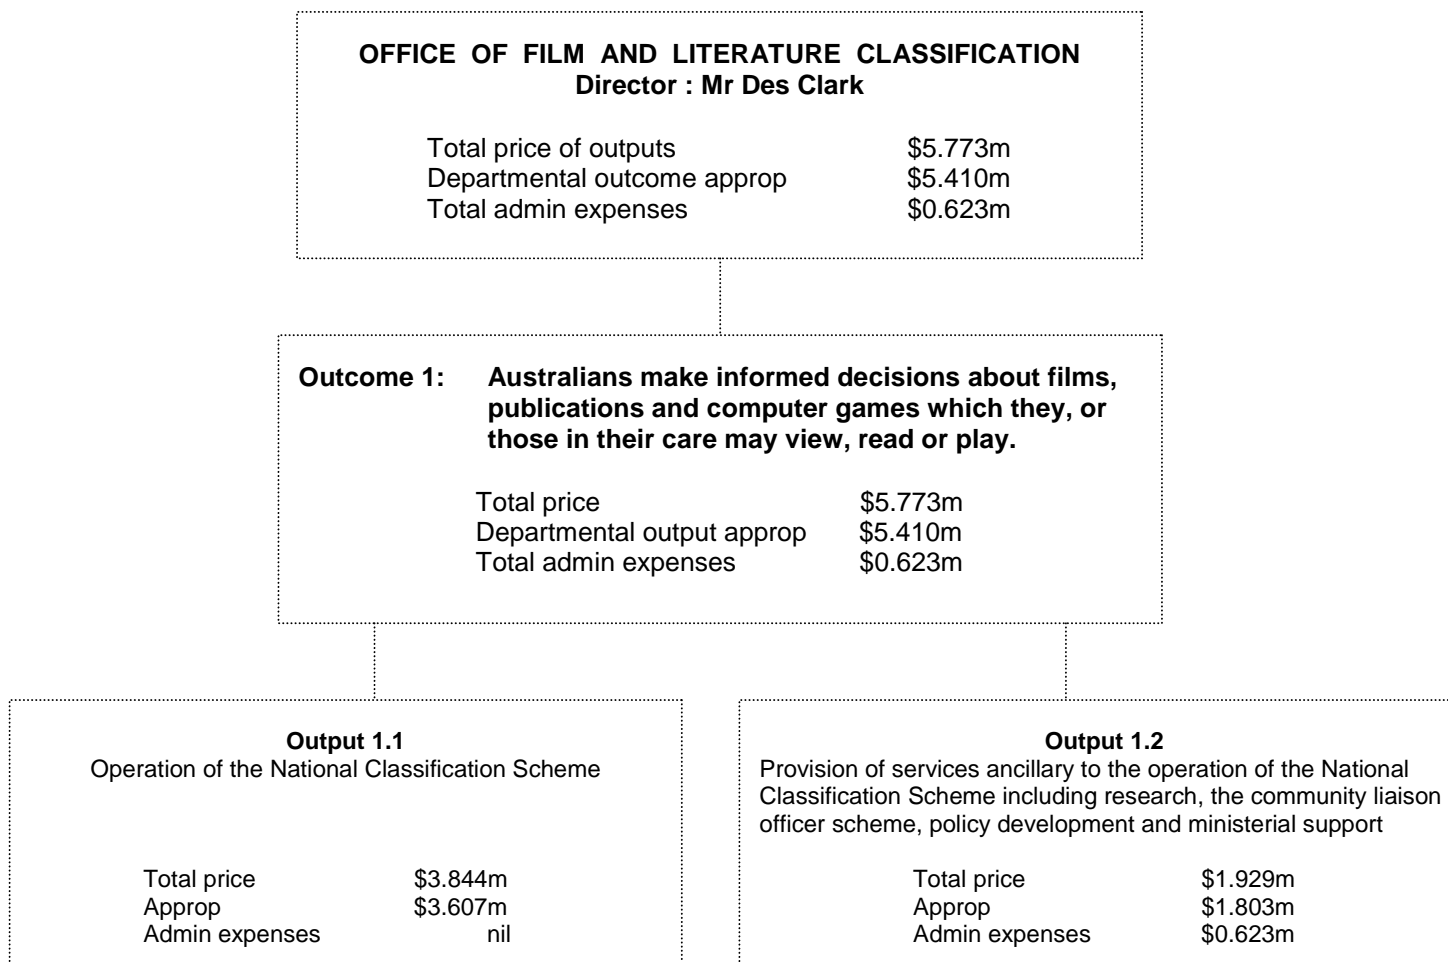 OFFICE OF FILM AND LITERATURE CLASSIFICATION
Director : Mr Des Clark
Total price of outputs $5.773m
Departmental outcome approp $5.410m
Total admin expenses $0.623m
Outcome 1: Australians make informed decisions about films,
publications and computer games which they, or
those in their care may view, read or play.
Total price $5.773m
Departmental output approp $5.410m
Total admin expenses $0.623m
Output 1.1
Operation of the National Classification Scheme
Total price $3.844m
Approp $3.607m
Admin expenses nil
Output 1.2
Provision of services ancillary to the operation of the National
Classification Scheme including research, the community liaison
officer scheme, policy development and ministerial support
Total price $1.929m
Approp $1.803m
Admin expenses $0.623m